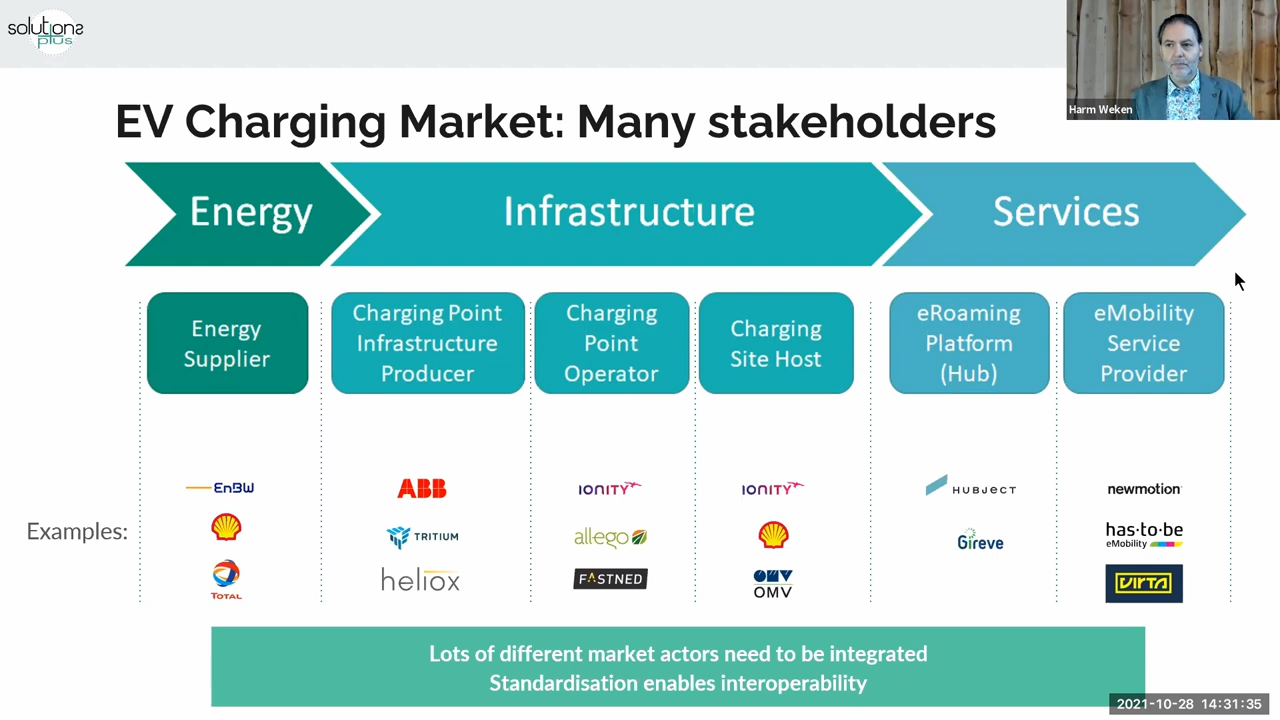 solutions
plus
Harm Weken
EV Charging Market: Many stakeholders
Energy
Infrastructure
Services
Energy
Supplier
Charging Point
Infrastructure
Producer
Charging
Point
Operator
Charging
Site Host
eRoaming
Platform
(Hub)
eMobility
Service
Provider
Examples:
EnBW
TOTAL
ABB
TRITIUM
heliox
IONITY
allego
FASTNED
IONITY
OMV
OMV
HUBJECT
Gireve
newmotion
has·to·be
eMobility
VIRTA
Lots of different market actors need to be integrated
Standardisation enables interoperability
2021-10-28 14:31:35